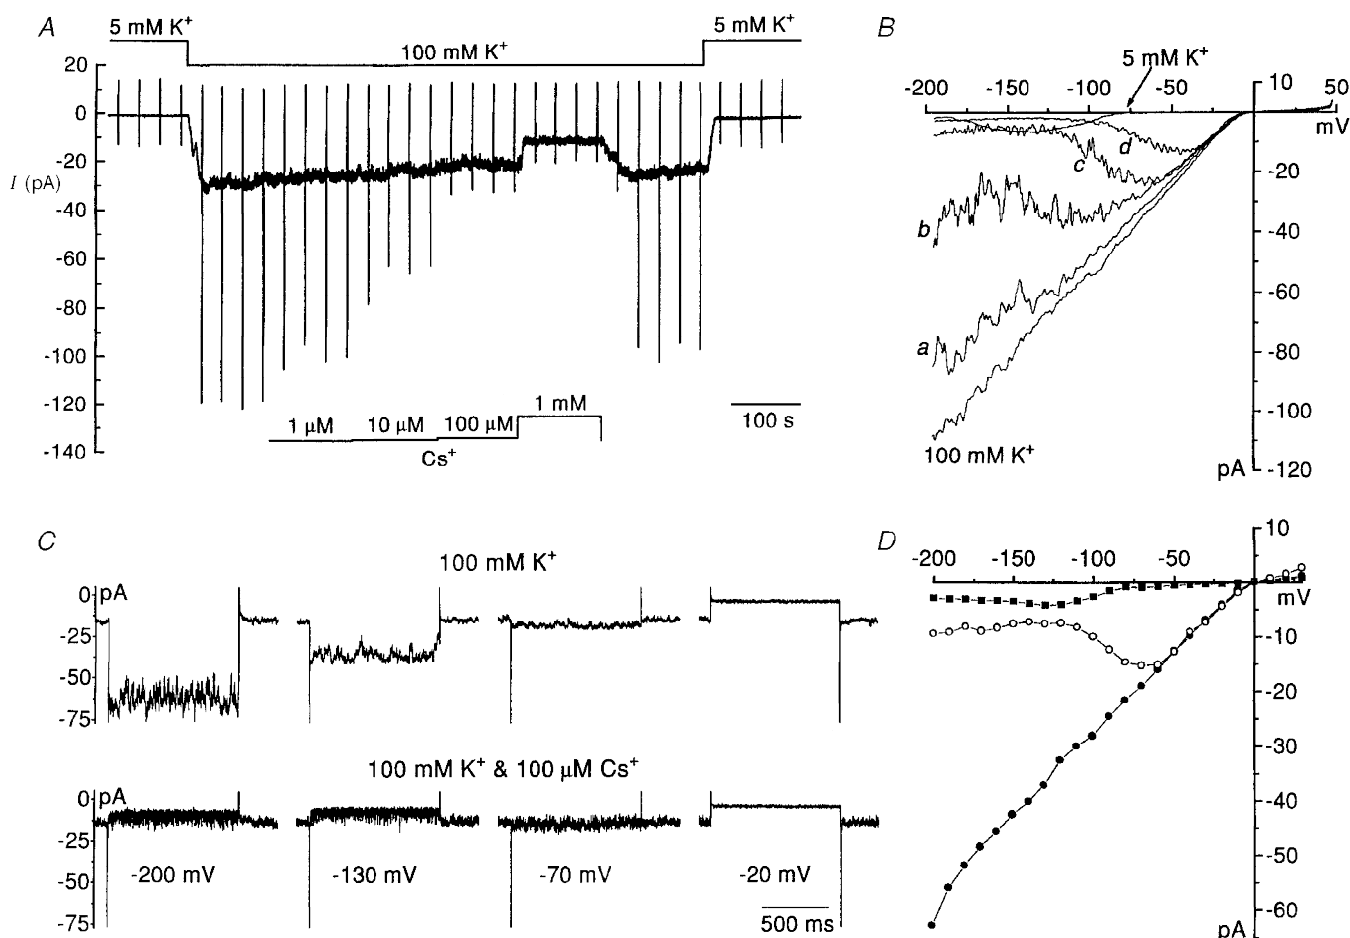 A
5 mM K+
100 mM K+
5 mM K+
20
0
-20
I (pA)
-40
-60
-80
-100
-120
-140
1 µM
10 µM
100 µM
1 mM
Cs+
100 s
B
5 mM K+
-200
-150
-100
-50
10
50
mV
-20
-40
-60
-80
-100
-120
pA
d
c
b
a
100 mM K+
C
100 mM K+
pA
0
-25
-50
-75
100 mM K+ & 100 µM Cs+
pA
0
-25
-50
-75
-200 mV
-130 mV
-70 mV
-20 mV
500 ms
D
-200
-150
-100
-50
10
mV
-10
-20
-30
-40
-50
-60
pA